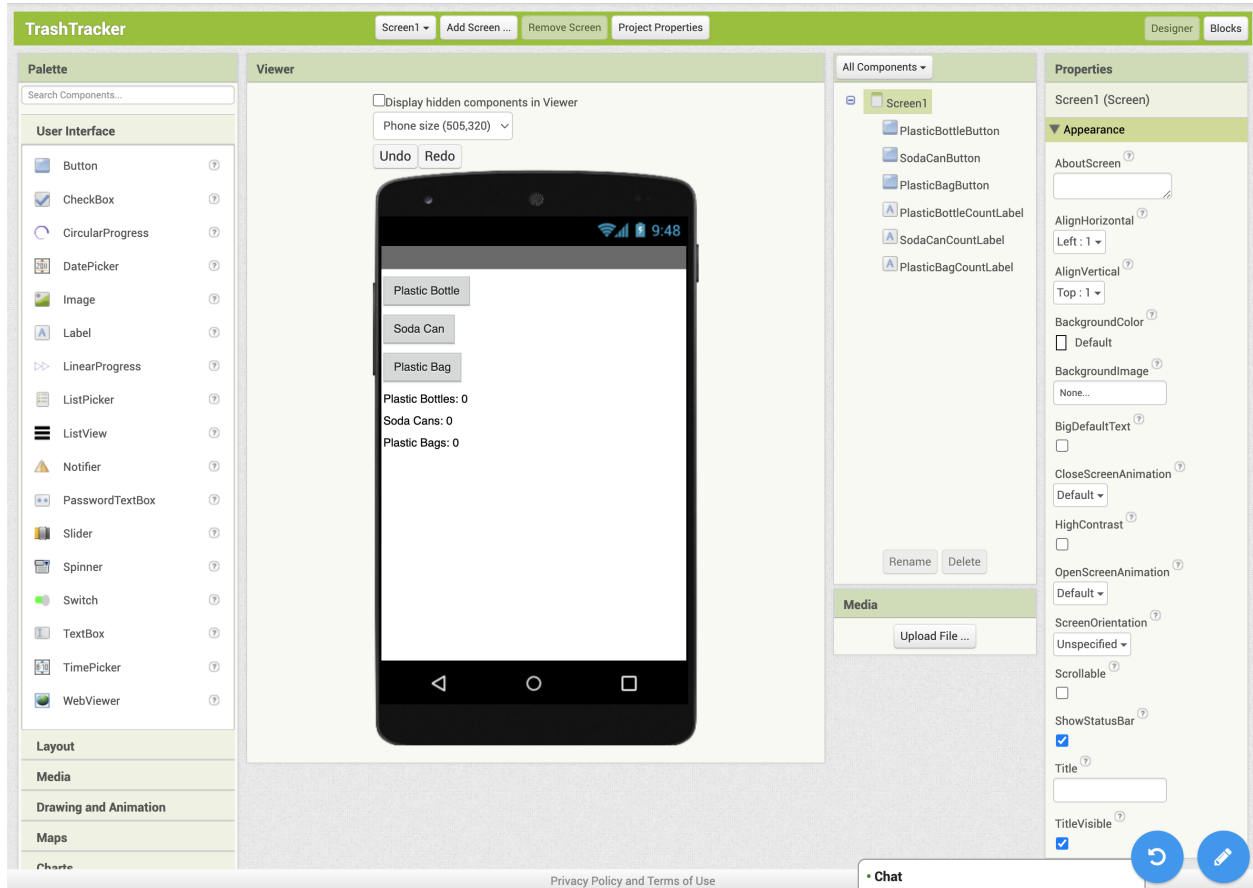 TrashTracker
Screen1
Add Screen ...
Remove Screen
Project Properties
Designer
Blocks
Palette
Search Components...
User Interface
Button
CheckBox
CircularProgress
DatePicker
Image
Label
LinearProgress
ListPicker
ListView
Notifier
PasswordTextBox
Slider
Spinner
Switch
TextBox
TimePicker
WebViewer
Layout
Media
Drawing and Animation
Maps
Charts
Viewer
Display hidden components in Viewer
Phone size (505,320)
Undo
Redo
9:48
Plastic Bottle
Soda Can
Plastic Bag
Plastic Bottles: 0
Soda Cans: 0
Plastic Bags: 0
All Components
Screen1
PlasticBottleButton
SodaCanButton
PlasticBagButton
PlasticBottleCountLabel
SodaCanCountLabel
PlasticBagCountLabel
Rename
Delete
Media
Upload File ...
Properties
Screen1 (Screen)
Appearance
AboutScreen
AlignHorizontal
Left : 1
AlignVertical
Top : 1
BackgroundColor
Default
BackgroundImage
None...
BigDefaultText
CloseScreenAnimation
Default
HighContrast
OpenScreenAnimation
Default
ScreenOrientation
Unspecified
Scrollable
ShowStatusBar
Title
TitleVisible
Privacy Policy and Terms of Use
• Chat